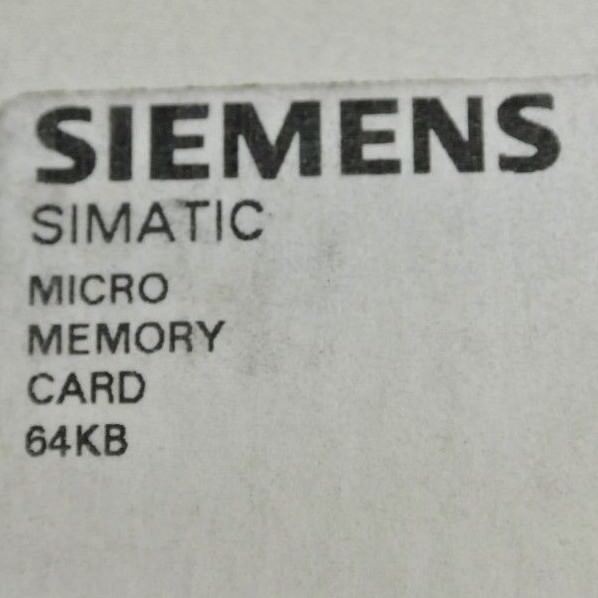 SIEMENS
SIMATIC
MICRO
MEMORY
CARD
64KB